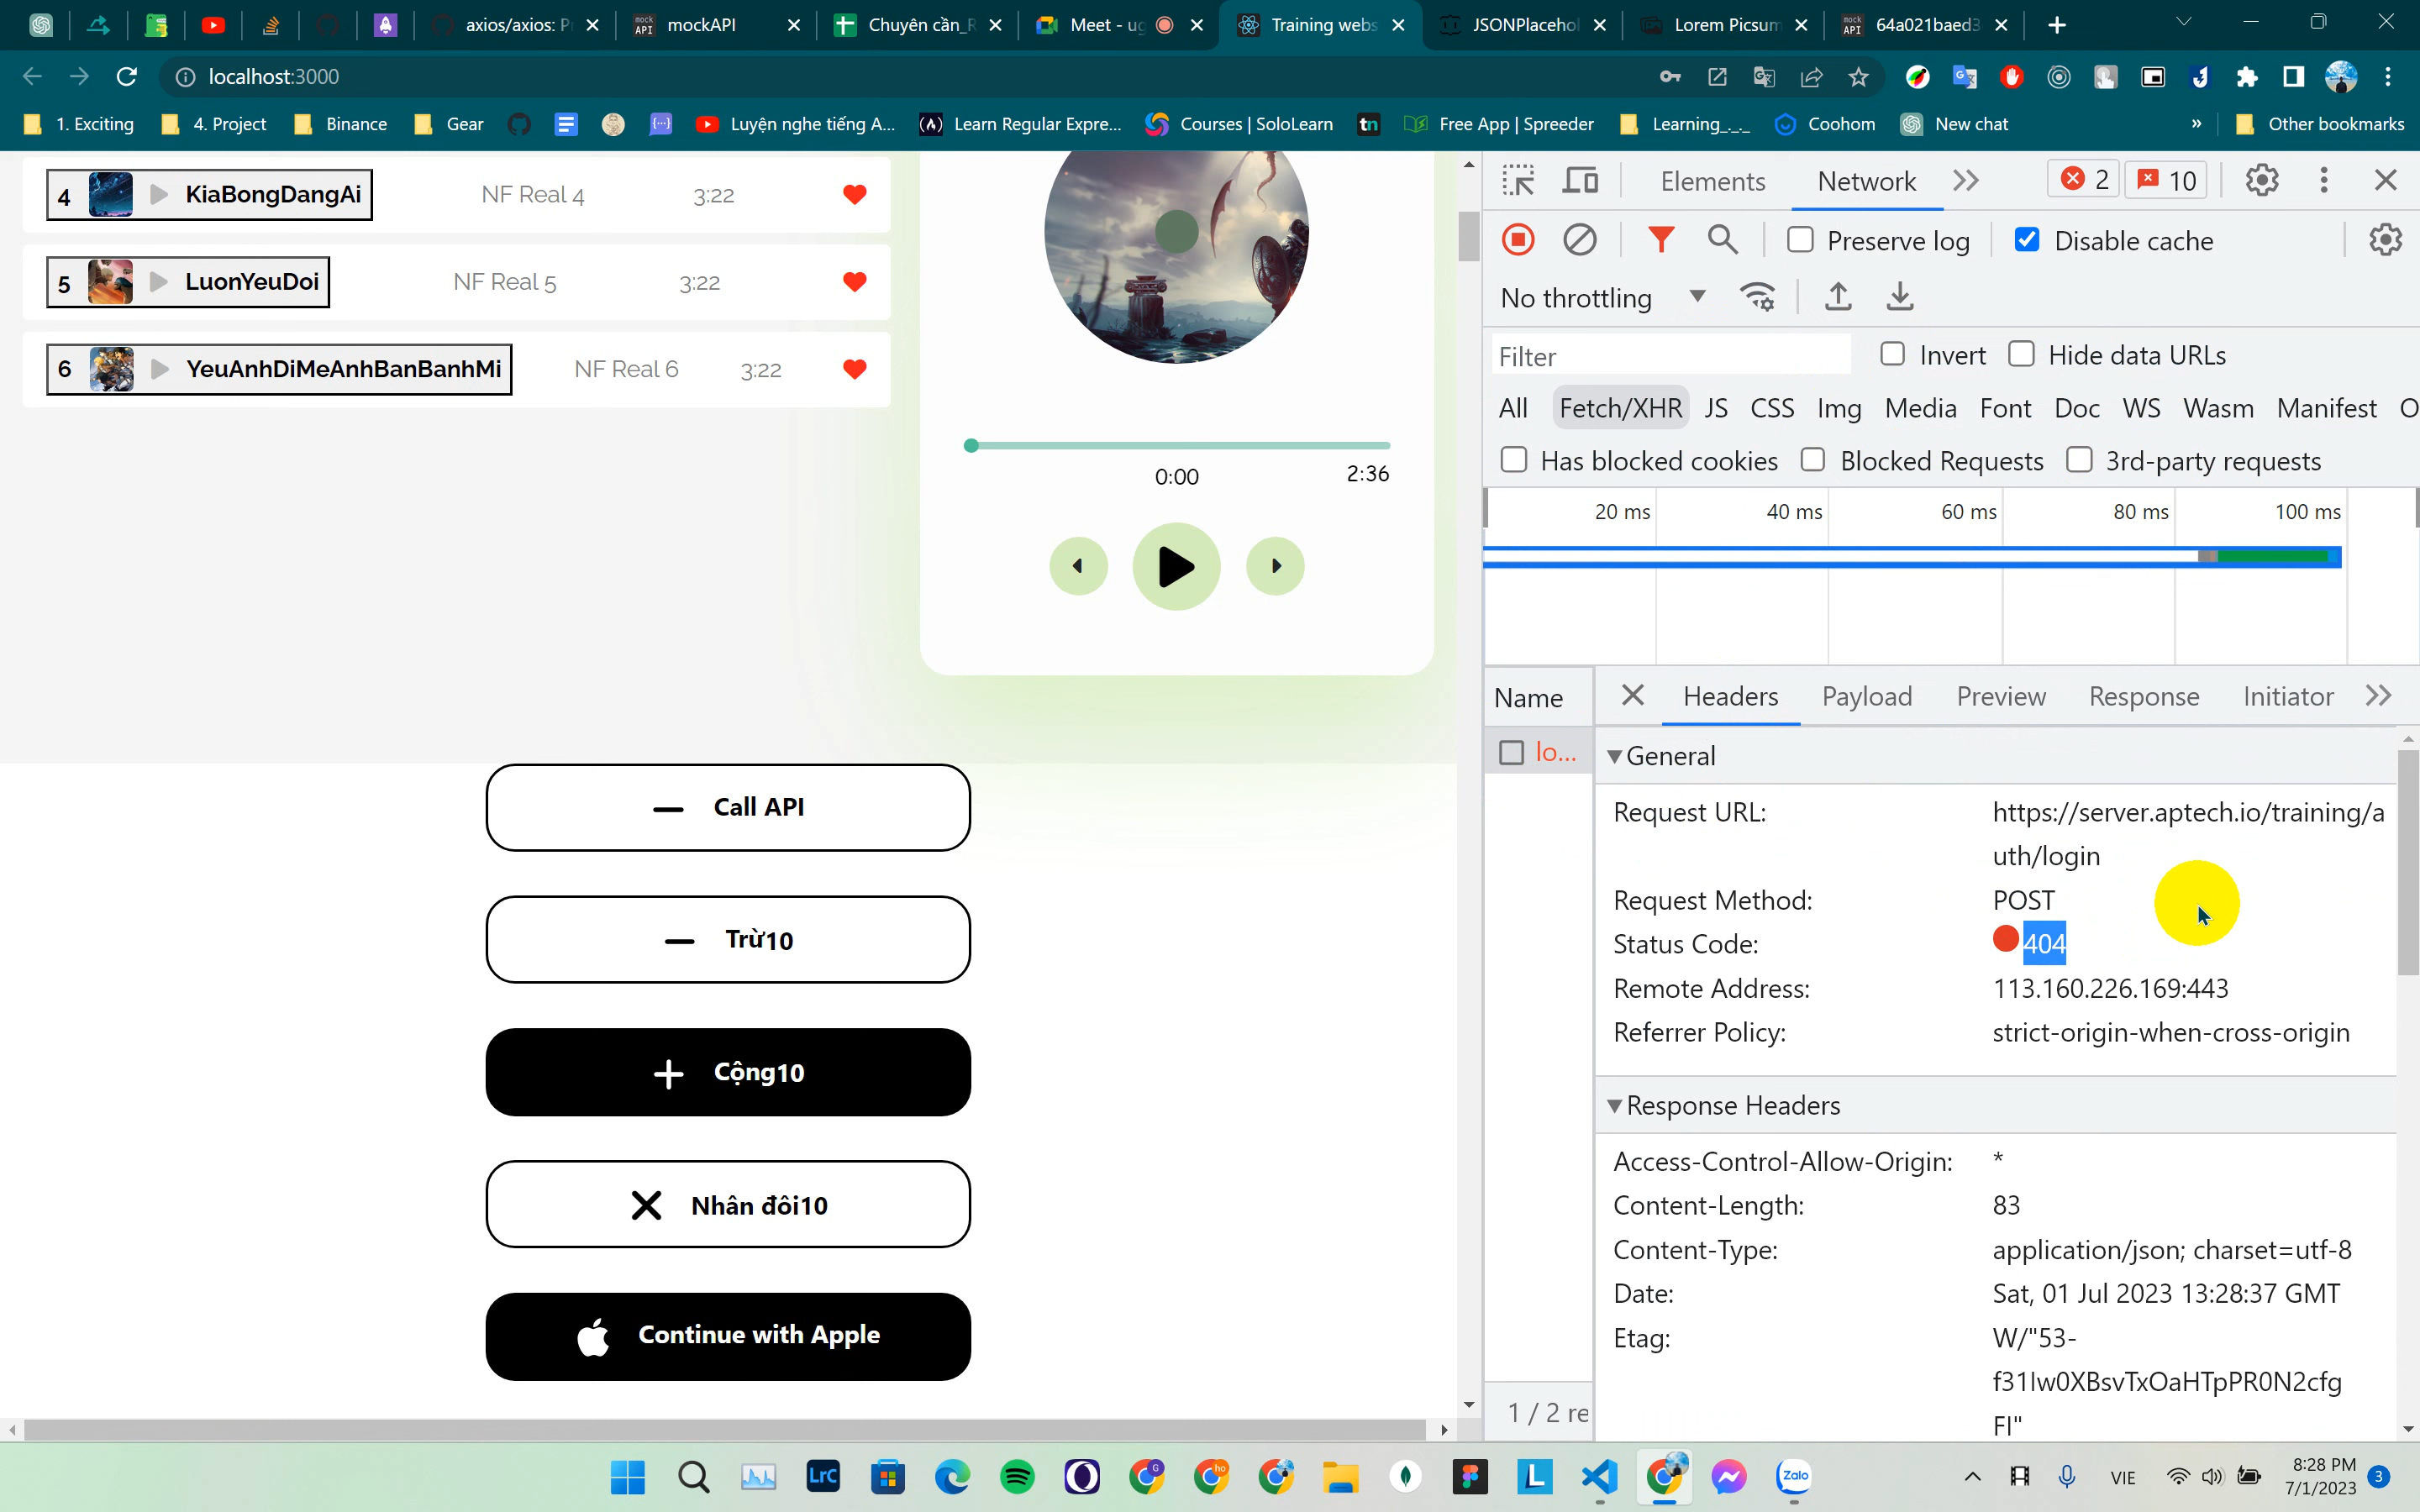 axios/axios: P
mockAPI
Chuyên cần_R
Meet - ug
Training webs
JSONPlacehol
Lorem Picsum
64a021baed3
localhost:3000
1. Exciting
4. Project
Binance
Gear
Luyện nghe tiếng A...
Learn Regular Expre...
Courses | SoloLearn
tn
Free App | Spreeder
Learning_._._
Coohom
New chat
»
Other bookmarks
4 KiaBongDangAi NF Real 4 3:22
5 LuonYeuDoi NF Real 5 3:22
6 YeuAnhDiMeAnhBanBanhMi NF Real 6 3:22
0:00
2:36
Call API
Trừ10
Cộng10
Nhân đôi10
Continue with Apple
Elements
Network
2
10
Preserve log
Disable cache
No throttling
Filter
Invert
Hide data URLs
All Fetch/XHR JS CSS Img Media Font Doc WS Wasm Manifest O
Has blocked cookies
Blocked Requests
3rd-party requests
20 ms 40 ms 60 ms 80 ms 100 ms
Name
Headers Payload Preview Response Initiator
lo...
General
Request URL: https://server.aptech.io/training/a
uth/login
Request Method: POST
Status Code: 404
Remote Address: 113.160.226.169:443
Referrer Policy: strict-origin-when-cross-origin
Response Headers
Access-Control-Allow-Origin: *
Content-Length: 83
Content-Type: application/json; charset=utf-8
Date: Sat, 01 Jul 2023 13:28:37 GMT
Etag: W/"53-
f31lw0XBsvTxOaHTpPR0N2cfg
FI"
1 / 2 re
LrC
Zalo
VIE
8:28 PM
7/1/2023
3